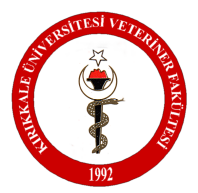 KIRIKKALE ÜNİVERSİTESİ VETERİNER FAKÜLTESİ
1992